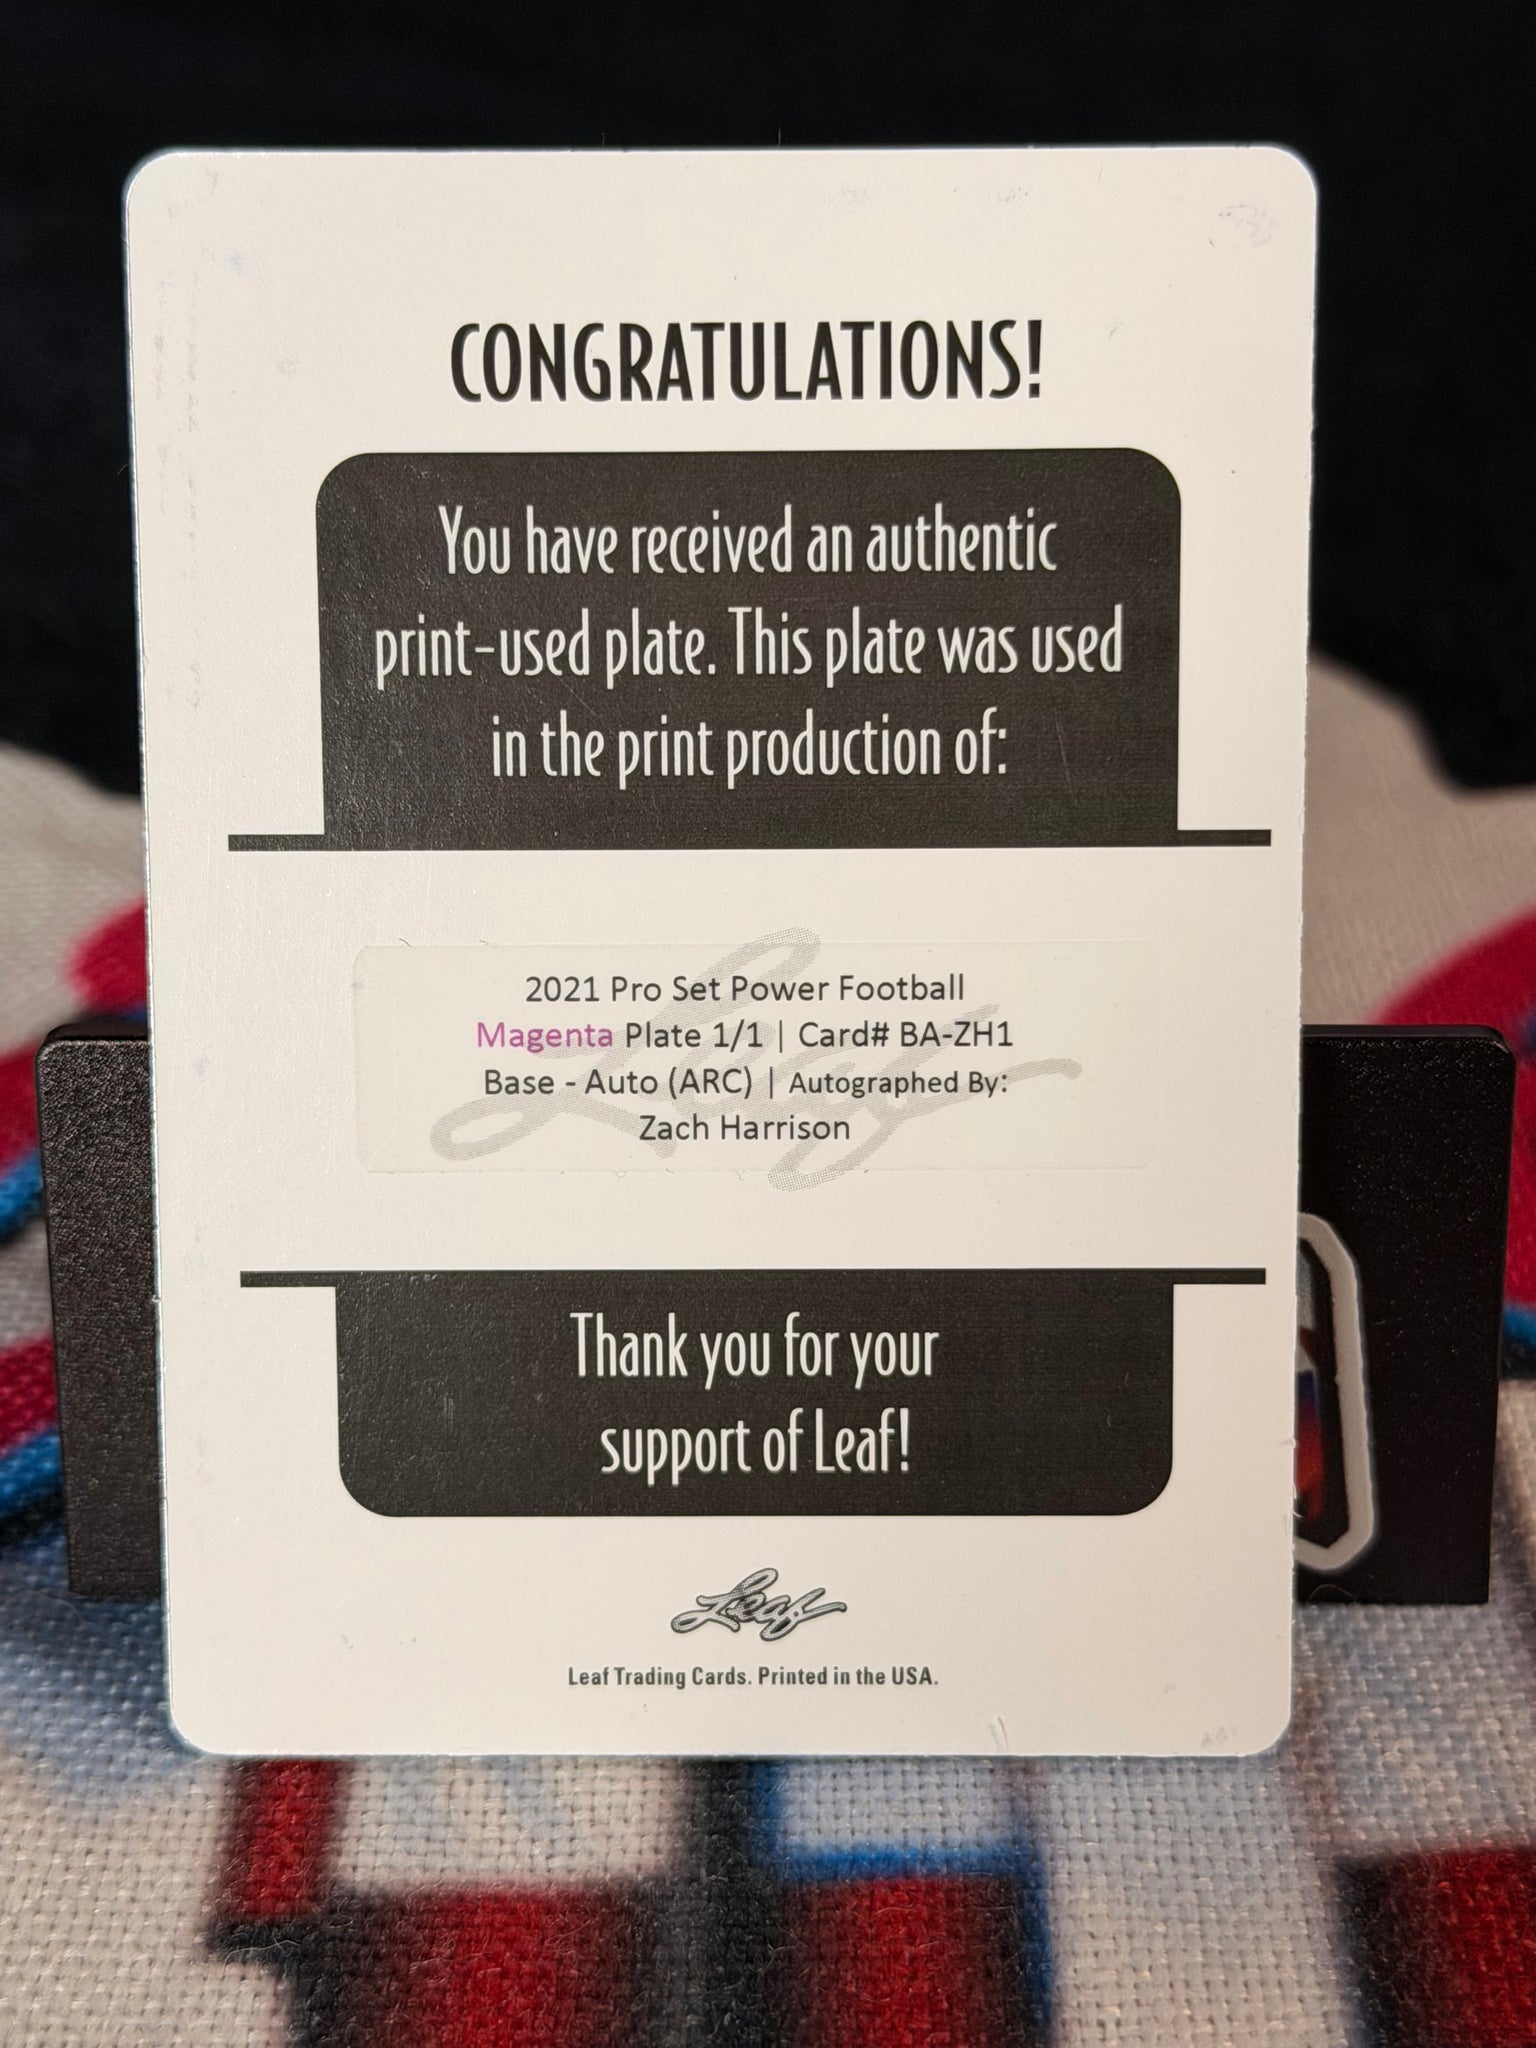 CONGRATULATIONS!
You have received an authentic
print-used plate. This plate was used
in the print production of:
2021 Pro Set Power Football
Magenta Plate 1/1 | Card# BA-ZH1
Base - Auto (ARC) | Autographed By:
Zach Harrison
Leaf
Thank you for your
support of Leaf!
Leaf
Leaf Trading Cards. Printed in the USA.